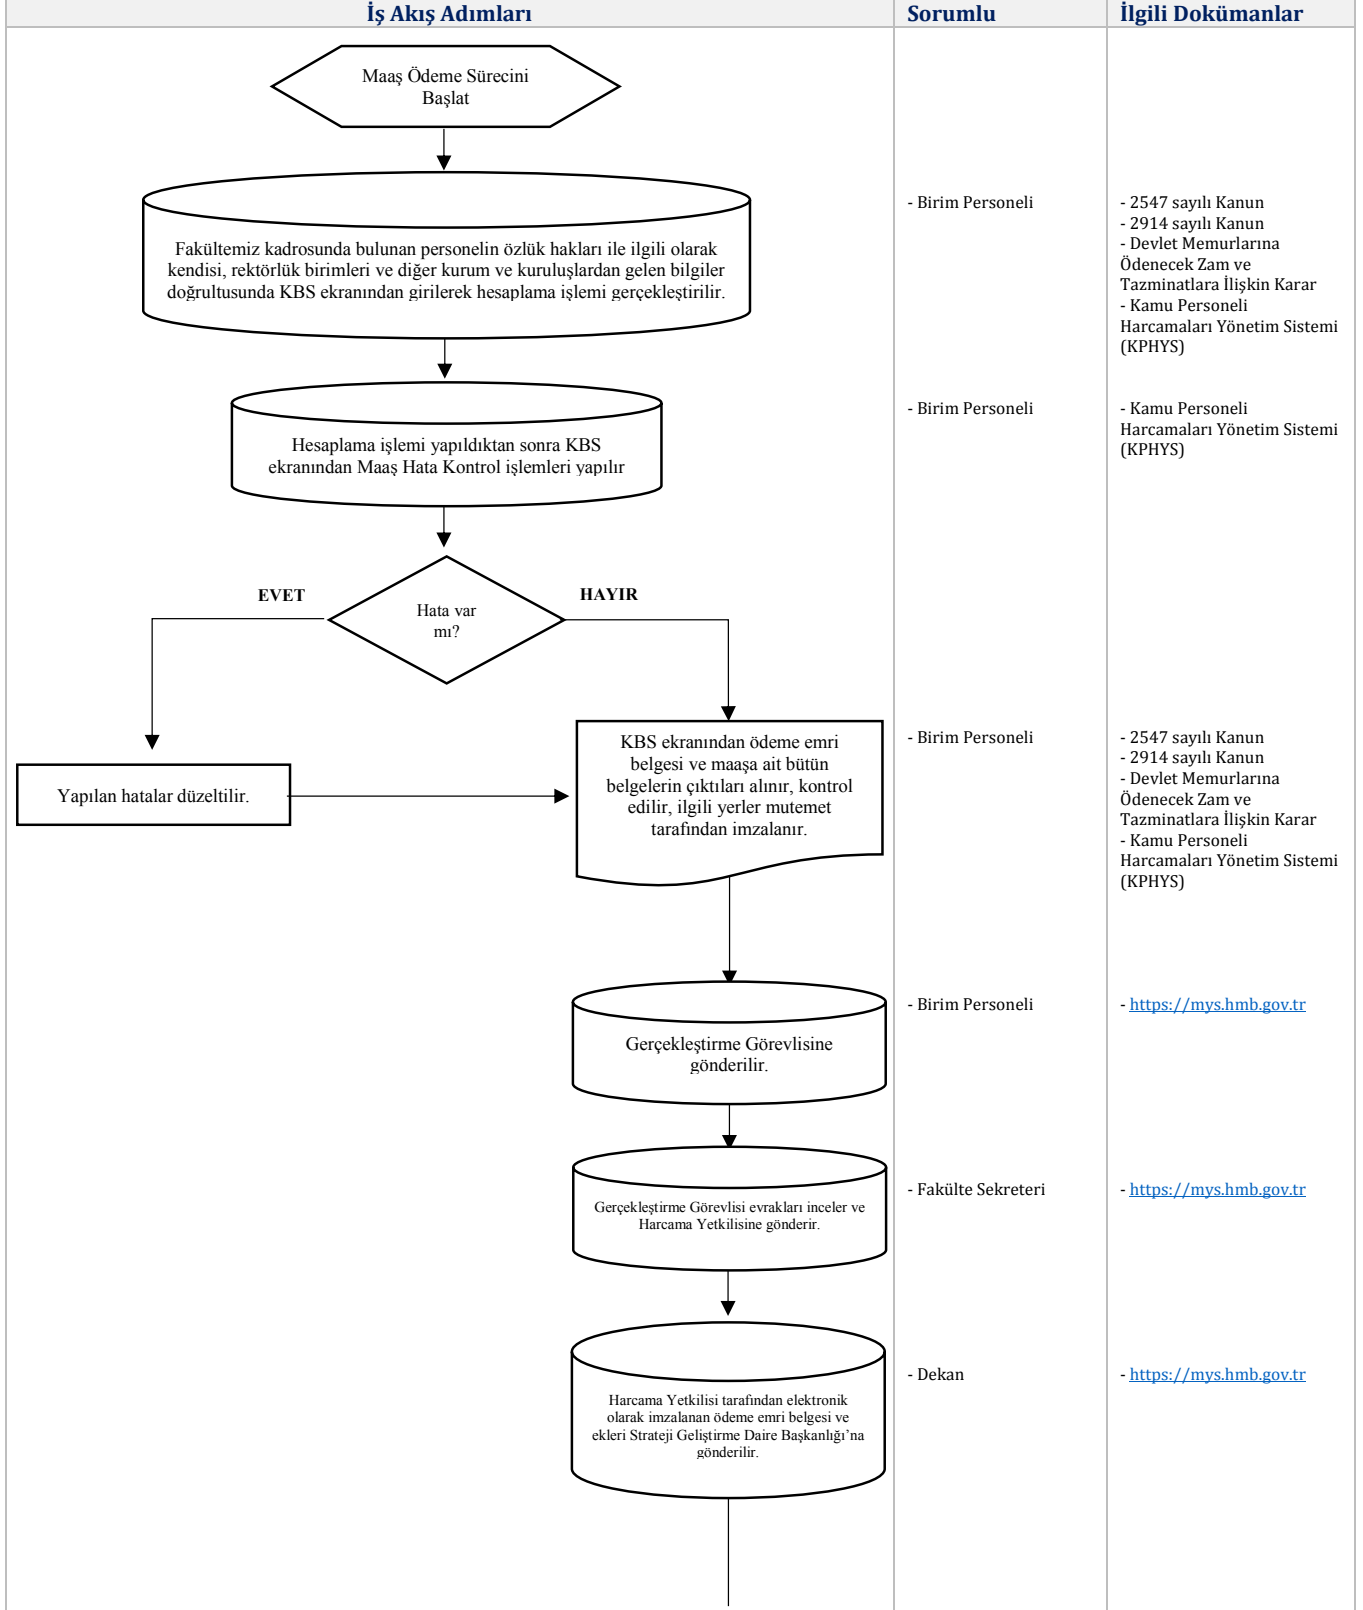 İş Akış Adımları
Sorumlu
İlgili Dokümanlar
Maaş Ödeme Sürecini
Başlat
Fakültemiz kadrosunda bulunan personelin özlük hakları ile ilgili olarak
kendisi, rektörlük birimleri ve diğer kurum ve kuruluşlardan gelen bilgiler
doğrultusunda KBS ekranından girilerek hesaplama işlemi gerçekleştirilir.
- Birim Personeli
- 2547 sayılı Kanun
- 2914 sayılı Kanun
- Devlet Memurlarına
Ödenecek Zam ve
Tazminatlara İlişkin Karar
- Kamu Personeli
Harcamaları Yönetim Sistemi
(KPHYS)
Hesaplama işlemi yapıldıktan sonra KBS
ekranından Maaş Hata Kontrol işlemleri yapılır
- Birim Personeli
- Kamu Personeli
Harcamaları Yönetim Sistemi
(KPHYS)
EVET
Hata var
mı?
HAYIR
Yapılan hatalar düzeltilir.
KBS ekranından ödeme emri
belgesi ve maaşa ait bütün
belgelerin çıktıları alınır, kontrol
edilir, ilgili yerler mutemet
tarafından imzalanır.
- Birim Personeli
- 2547 sayılı Kanun
- 2914 sayılı Kanun
- Devlet Memurlarına
Ödenecek Zam ve
Tazminatlara İlişkin Karar
- Kamu Personeli
Harcamaları Yönetim Sistemi
(KPHYS)
Gerçekleştirme Görevlisine
gönderilir.
- Birim Personeli
- https://mys.hmb.gov.tr
Gerçekleştirme Görevlisi evrakları inceler ve
Harcama Yetkilisine gönderir.
- Fakülte Sekreteri
- https://mys.hmb.gov.tr
Harcama Yetkilisi tarafından elektronik
olarak imzalanan ödeme emri belgesi ve
ekleri Strateji Geliştirme Daire Başkanlığı’na
gönderilir.
- Dekan
- https://mys.hmb.gov.tr